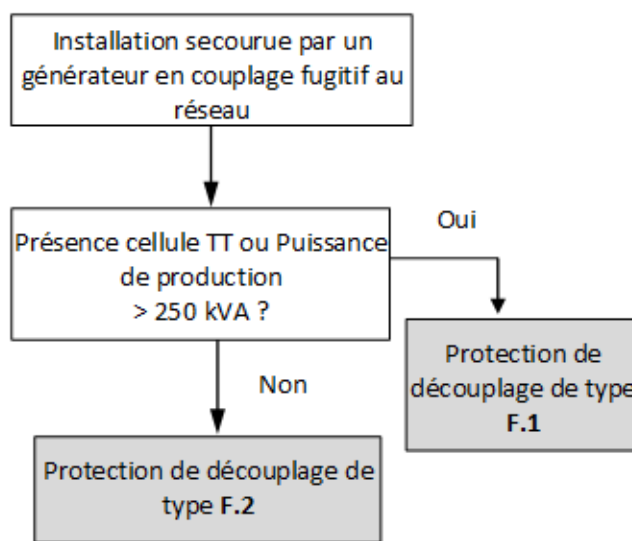 Installation secourue par un
générateur en couplage fugitif au
réseau
Présence cellule TT ou Puissance
de production
> 250 kVA ?
Oui
Protection de
découplage de type
F.1
Non
Protection de découplage de
type F.2